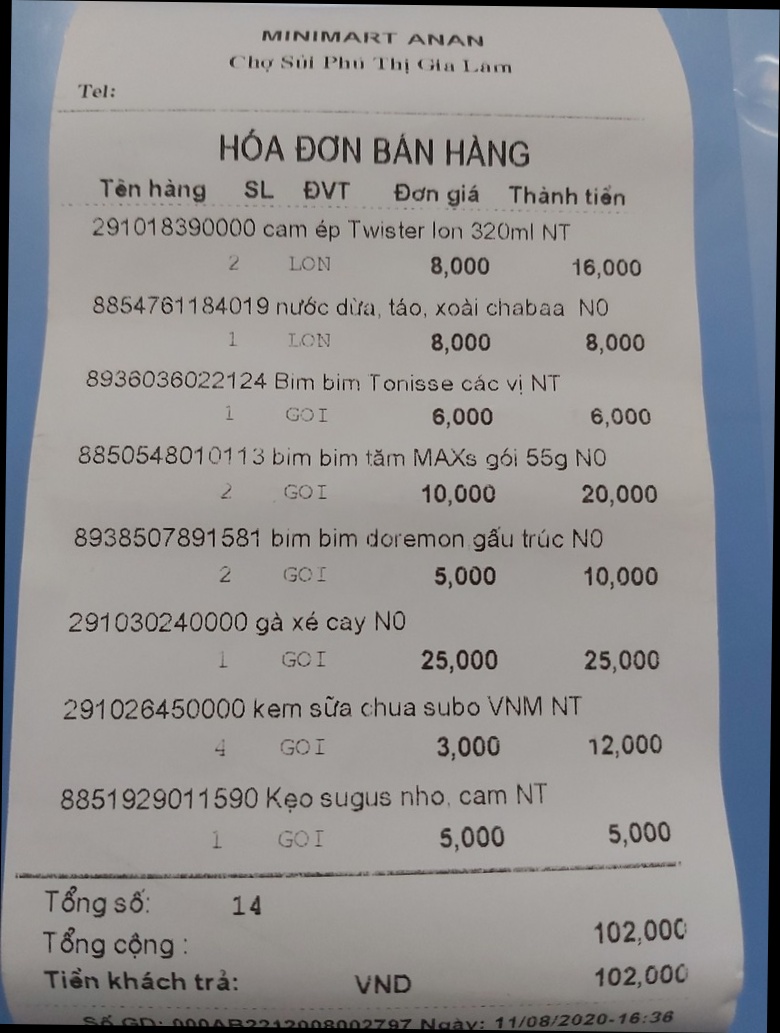 MINIMART ANAN
Chợ Sủi Phú Thị Gia Lâm
Tel:
HÓA ĐƠN BÁN HÀNG
Tên hàng SL ĐVT Đơn giá Thành tiền
291018390000 cam ép Twister lon 320ml NT
2 LON 8,000 16,000
8854761184019 nước dừa, táo, xoài chabaa N0
1 LON 8,000 8,000
8936036022124 Bim bim Tonisse các vị NT
1 GOI 6,000 6,000
8850548010113 bim bim tăm MAXs gói 55g N0
2 GOI 10,000 20,000
8938507891581 bim bim doremon gấu trúc N0
2 GOI 5,000 10,000
291030240000 gà xé cay N0
1 GOI 25,000 25,000
291026450000 kem sữa chua subo VNM NT
4 GOI 3,000 12,000
8851929011590 Kẹo sugus nho, cam NT
1 GOI 5,000 5,000
Tổng số: 14
Tổng cộng : 102,000
Tiền khách trả: VND 102,000
Số GD: 000AB2212008002797 Ngày: 11/08/2020-16:36